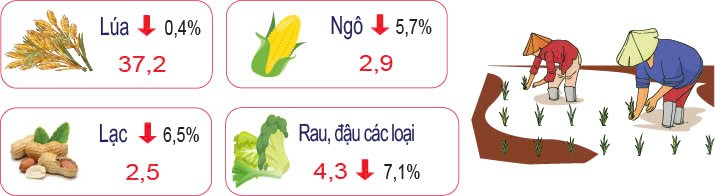 Lúa 0,4%
37,2
Ngô 5,7%
2,9
Lạc 6,5%
2,5
Rau, đậu các loại
4,3 7,1%